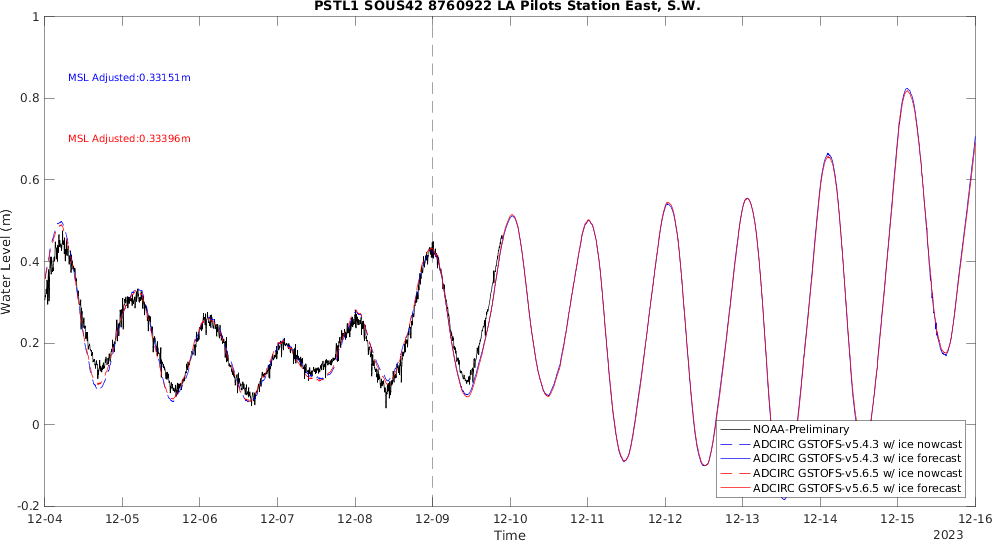 PSTL1 SOUS42 8760922 LA Pilots Station East, S.W.
1
0.8
0.6
0.4
0.2
0
-0.2
Water Level (m)
MSL Adjusted:0.33151m
MSL Adjusted:0.33396m
NOAA-Preliminary
ADCIRC GSTOFS-v5.4.3 w/ ice nowcast
ADCIRC GSTOFS-v5.4.3 w/ ice forecast
ADCIRC GSTOFS-v5.6.5 w/ ice nowcast
ADCIRC GSTOFS-v5.6.5 w/ ice forecast
12-04 12-05 12-06 12-07 12-08 12-09 12-10 12-11 12-12 12-13 12-14 12-15 12-16
Time
2023